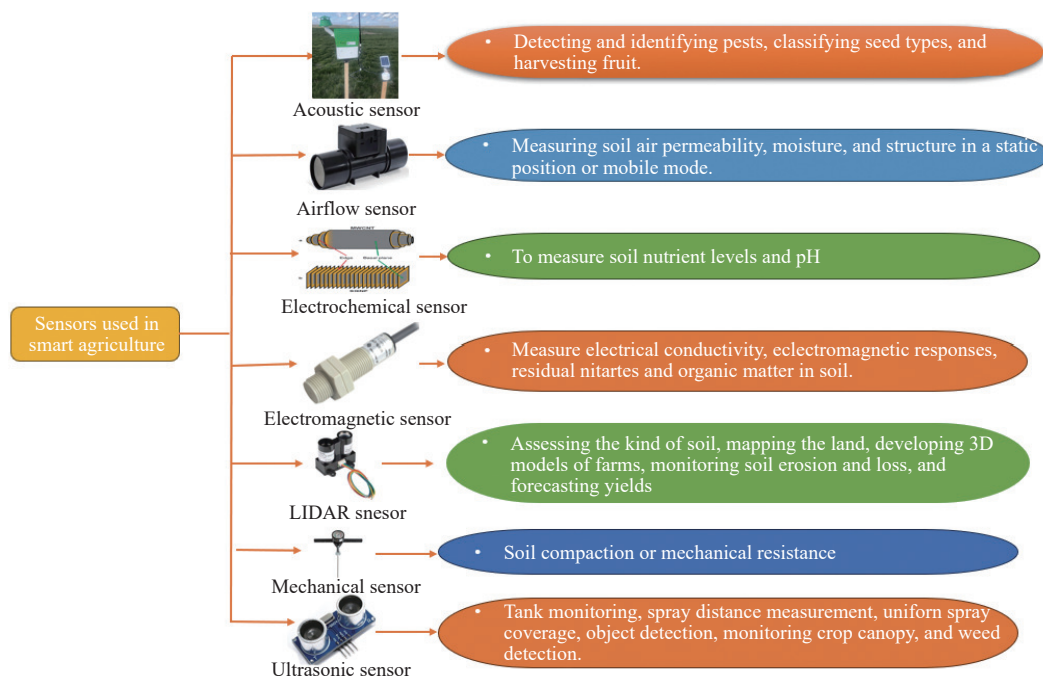 Detecting and identifying pests, classifying seed types, and
harvesting fruit.
Acoustic sensor
Measuring soil air permeability, moisture, and structure in a static
position or mobile mode.
Airflow sensor
MWCNT
To measure soil nutrient levels and pH
Electrochemical sensor
Sensors used in
smart agriculture
Measure electrical conductivity, eclectromagnetic responses,
residual nitartes and organic matter in soil.
Electromagnetic sensor
Assessing the kind of soil, mapping the land, developing 3D
models of farms, monitoring soil erosion and loss, and
forecasting yields
LIDAR snesor
Soil compaction or mechanical resistance
Mechanical sensor
Tank monitoring, spray distance measurement, uniforn spray
coverage, object detection, monitoring crop canopy, and weed
detection.
Ultrasonic sensor